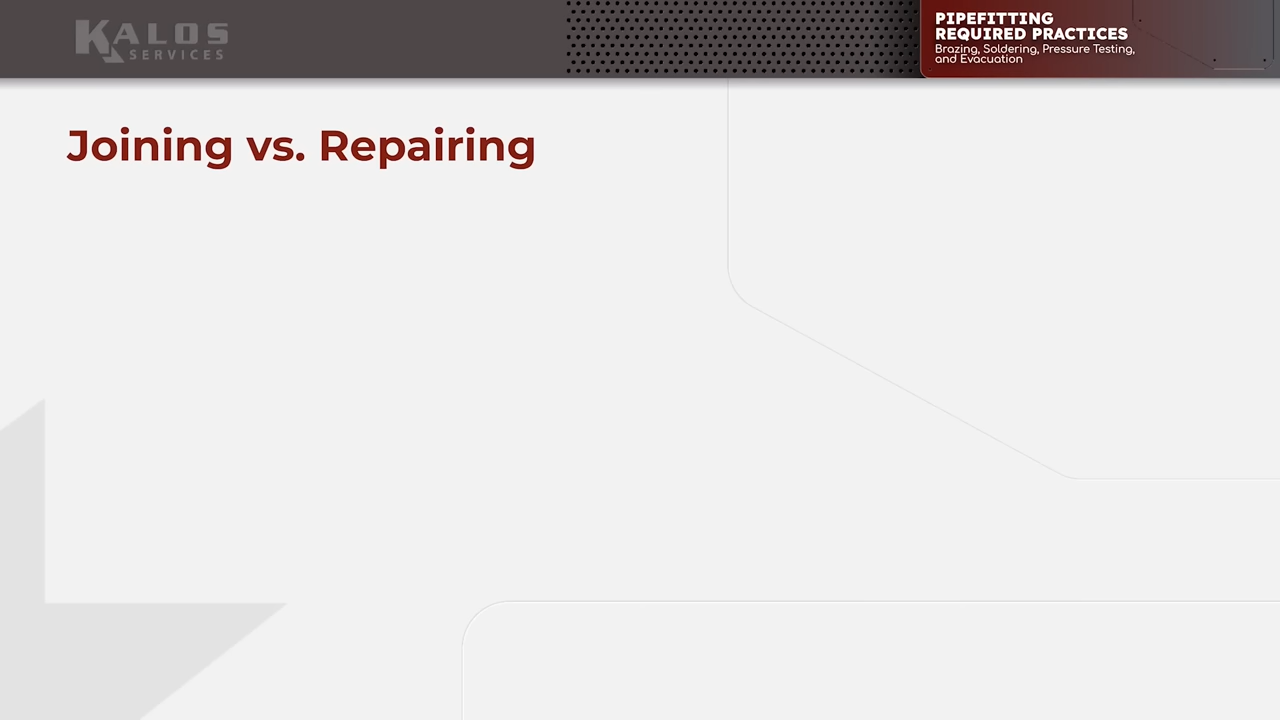 KALOS
SERVICES
PIPEFITTING
REQUIRED PRACTICES
Brazing, Soldering, Pressure Testing,
and Evacuation
Joining vs. Repairing